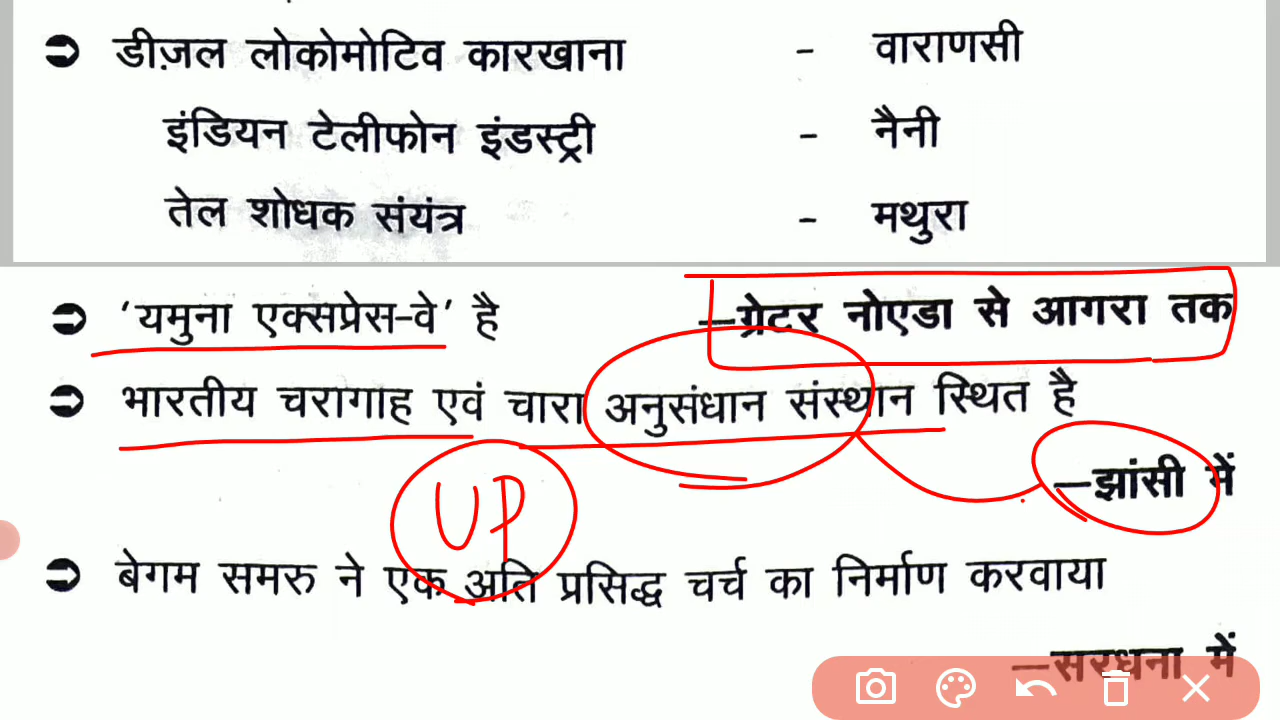 ➲ डीज़ल लोकोमोटिव कारखाना - वाराणसी
इंडियन टेलीफोन इंडस्ट्री - नैनी
तेल शोधक संयंत्र - मथुरा
➲ 'यमुना एक्सप्रेस-वे' है —ग्रेटर नोएडा से आगरा तक
➲ भारतीय चरागाह एवं चारा अनुसंधान संस्थान स्थित है
—झांसी में
UP
➲ बेगम समरु ने एक अति प्रसिद्ध चर्च का निर्माण करवाया
—सरधना में